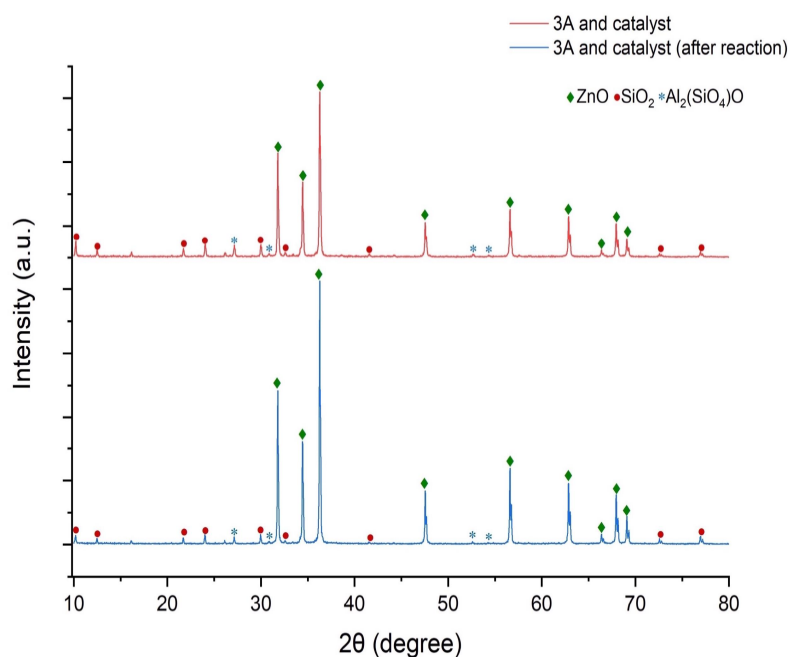 3A and catalyst
3A and catalyst (after reaction)
ZnO SiO₂ *Al₂(SiO₄)O
Intensity (a.u.)
10 20 30 40 50 60 70 80
2θ (degree)